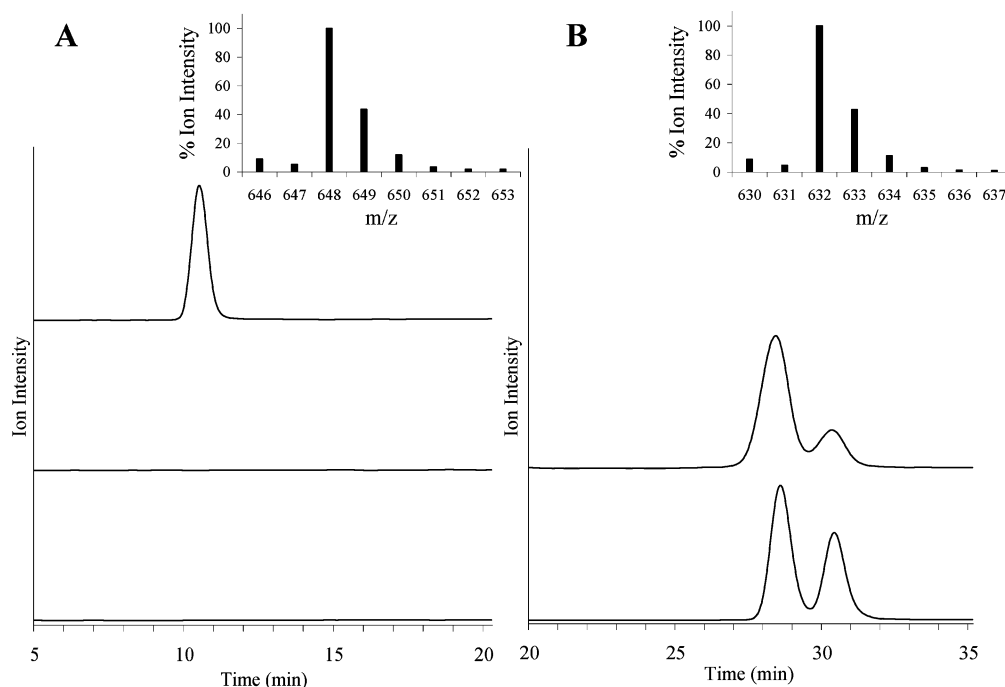 A
% Ion Intensity
100
80
60
40
20
0
646 647 648 649 650 651 652 653
m/z
Ion Intensity
5 10 15 20
Time (min)
B
% Ion Intensity
100
80
60
40
20
0
630 631 632 633 634 635 636 637
m/z
Ion Intensity
20 25 30 35
Time (min)